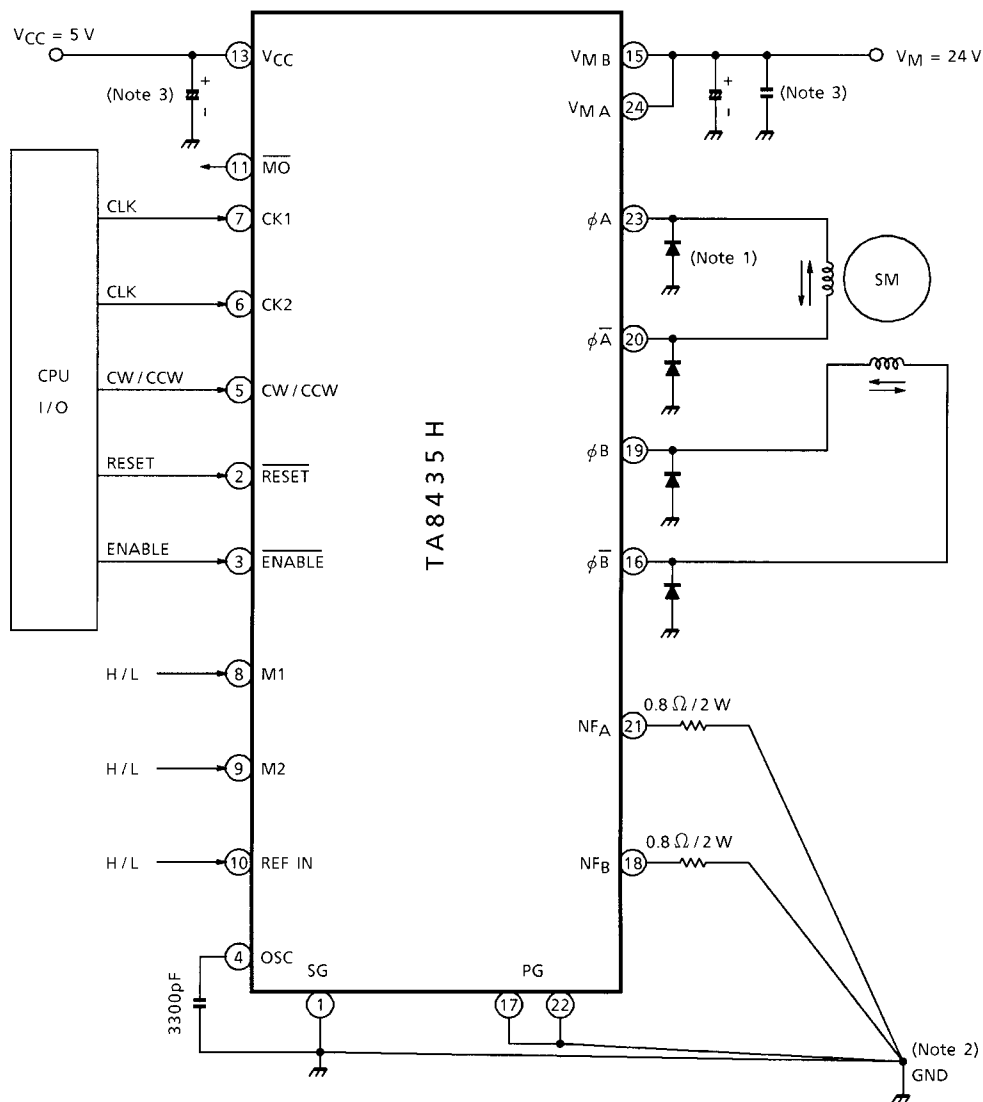 VCC = 5 V
(Note 3)
+
-
13
VCC
11
MO
CPU
I/O
CLK
7
CK1
CLK
6
CK2
CW/CCW
5
CW/CCW
RESET
2
RESET
ENABLE
3
ENABLE
H/L
8
M1
H/L
9
M2
H/L
10
REF IN
4
OSC
3300pF
SG
1
PG
17
22
TA8435H
VM B
15
VM A
24
VM = 24 V
+
-
(Note 3)
φA
23
(Note 1)
SM
φA
20
φB
19
φB
16
NFA
21
0.8 Ω/2 W
NFB
18
0.8 Ω/2 W
(Note 2)
GND